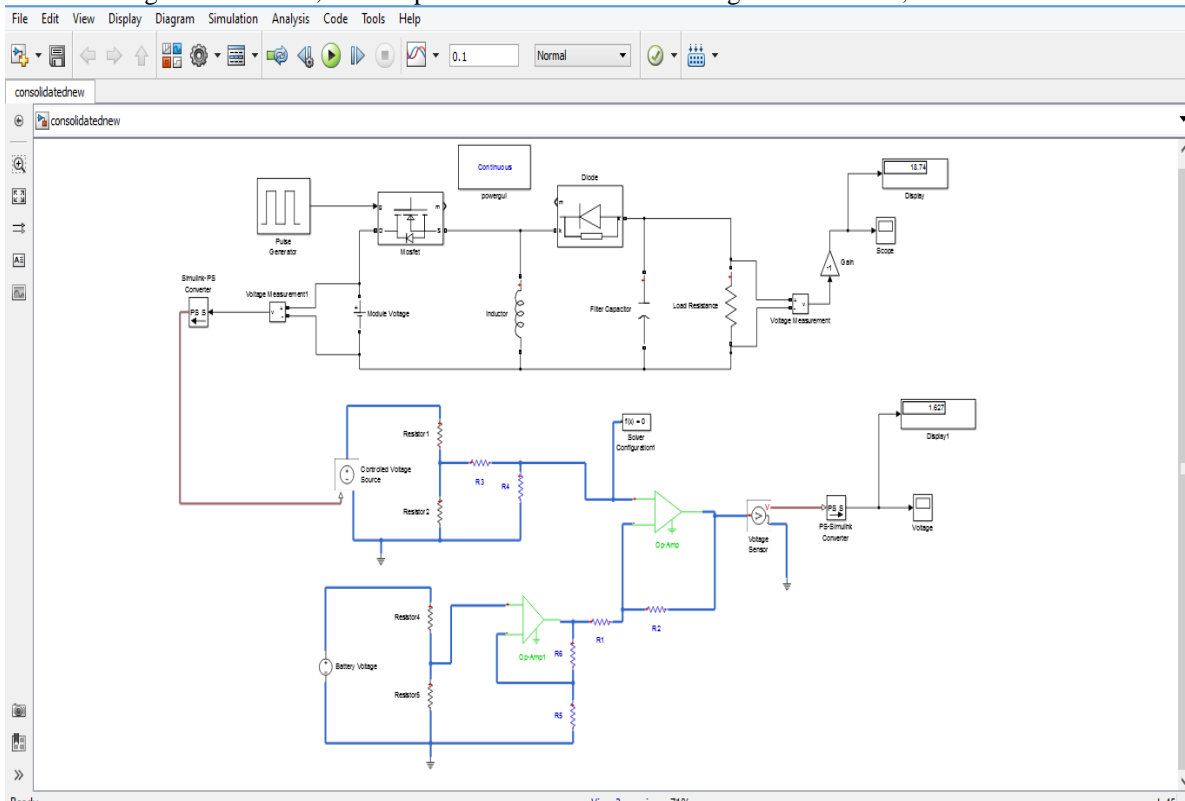 File Edit View Display Diagram Simulation Analysis Code Tools Help
0.1 Normal
consolidatednew
consolidatednew
Continuous
powergui
Pulse
Generator
g m
D S
Mosfet
Diode
m
k
18.74
Display
Scope
Gain
-1
Simulink-PS
Converter
PS S
Voltage Measurement1
v
Module Voltage
Inductor
Filter Capacitor
Load Resistance
v
Voltage Measurement
f(x) = 0
Solver
Configuration1
1.627
Display1
Resistor1
Controlled Voltage
Source
R3
R4
Resistor2
Op-Amp
V
Voltage
Sensor
PS S
PS-Simulink
Converter
Voltage
Resistor4
Battery Voltage
Resistor5
Op-Amp1
R6
R1
R2
R5